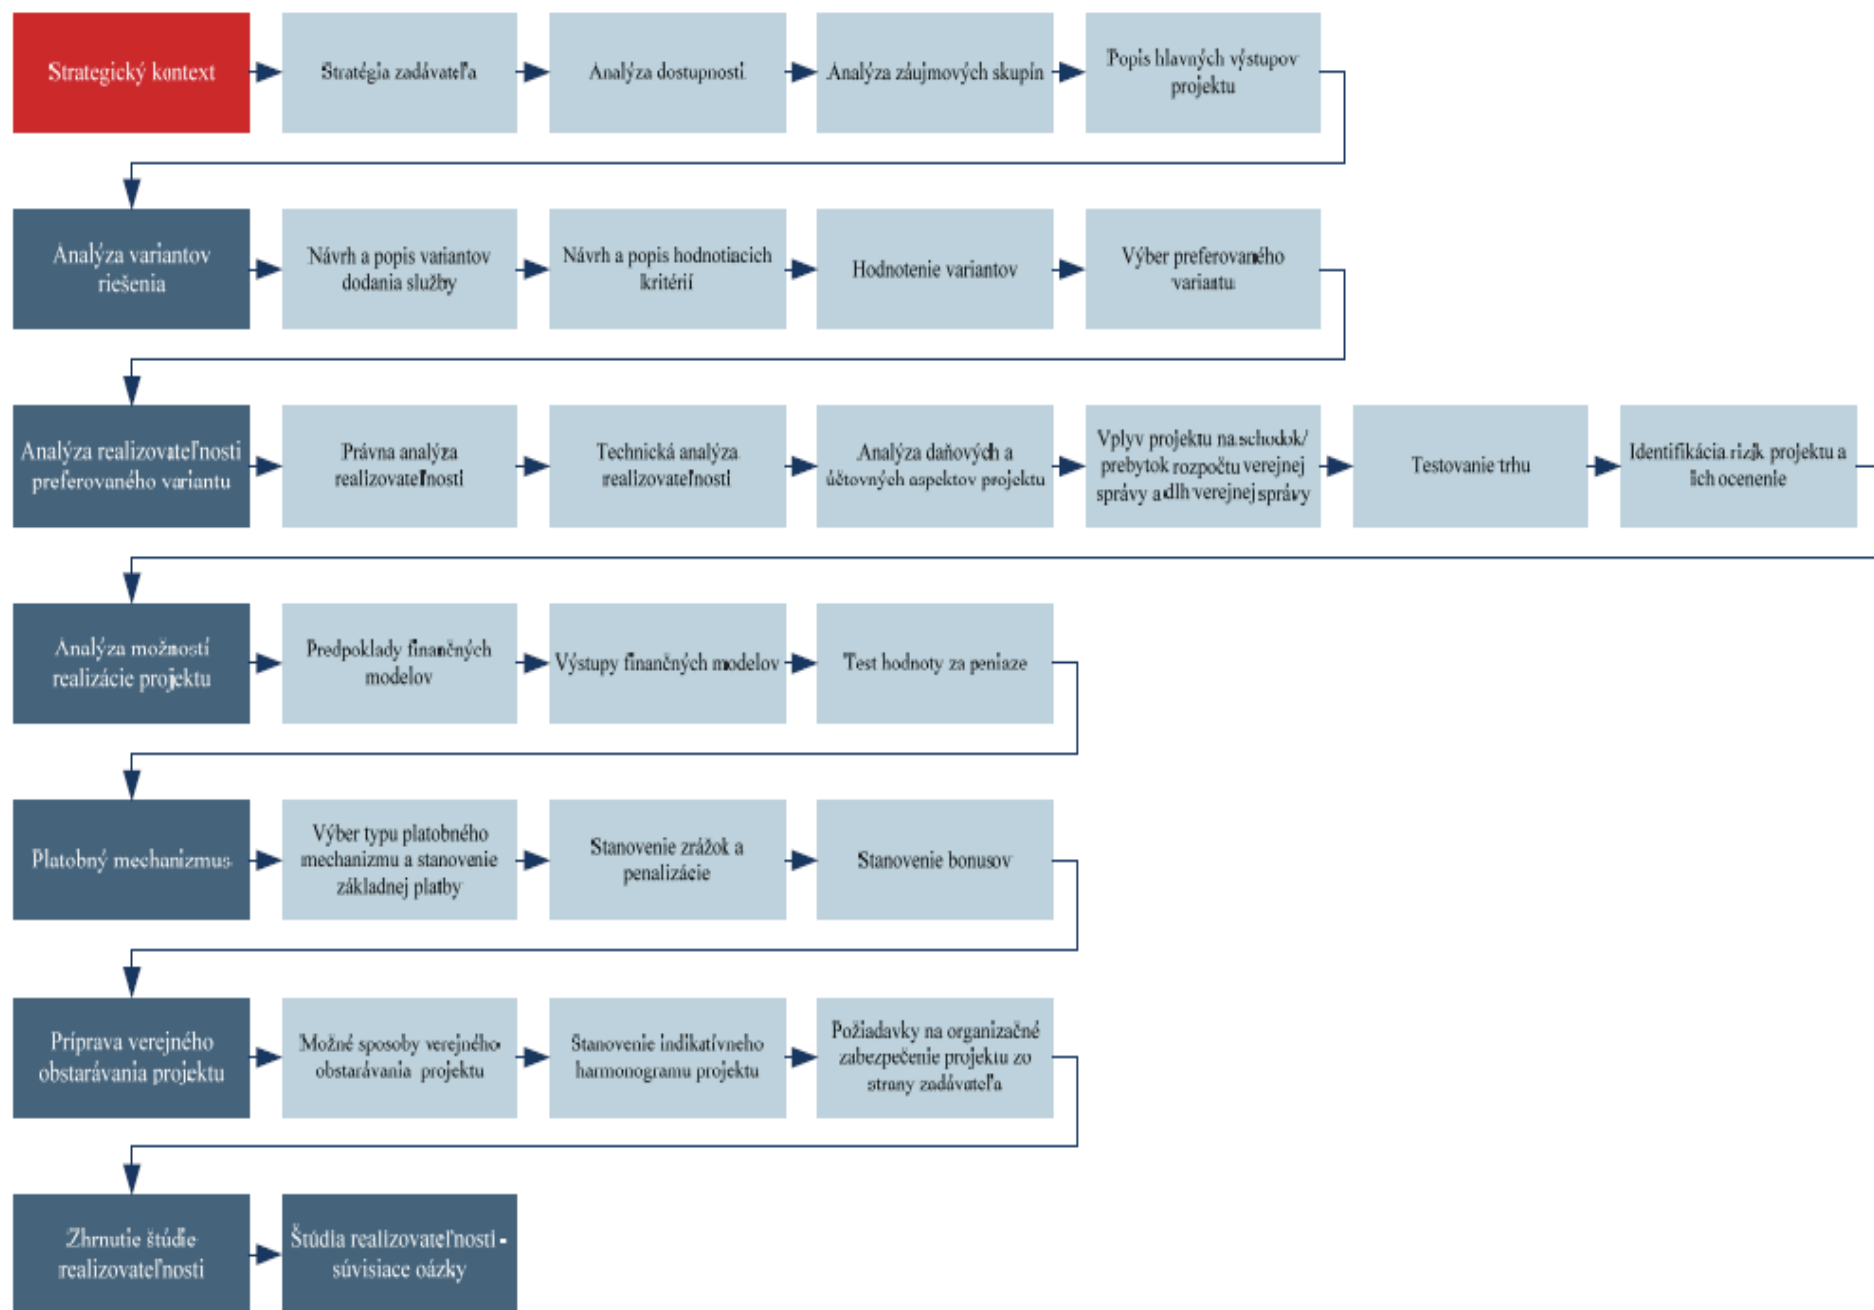 Strategický kontext
Stratégia zadávateľa
Analýza dostupnosti
Analýza záujmových skupín
Popis hlavných výstupov
projektu
Analýza variantov
riešenia
Návrh a popis variantov
dodania služby
Návrh a popis hodnotiacich
kritérií
Hodnotenie variantov
Výber preferovaného
variantu
Analýza realizovateľnosti
preferovaného variantu
Právna analýza
realizovateľnosti
Technická analýza
realizovateľnosti
Analýza daňových a
účtovných aspektov projektu
Vplyv projektu na schodok/
prebytok rozpočtu verejnej
správy a dlh verejnej správy
Testovanie trhu
Identifikácia rizík projektu a
ich ocenenie
Analýza možností
realizácie projektu
Predpoklady finančných
modelov
Výstupy finančných modelov
Test hodnoty za peniaze
Platobný mechanizmus
Výber typu platobného
mechanizmu a stanovenie
základnej platby
Stanovenie zrážok a
penalizácie
Stanovenie bonusov
Príprava verejného
obstarávania projektu
Možné sposoby verejného
obstarávania projektu
Stanovenie indikatívneho
harmonogramu projektu
Požiadavky na organizačné
zabezpečenie projektu zo
strany zadávateľa
Zhrnutie štúdie
realizovateľnosti
Štúdia realizovateľnosti -
súvisiace oázky